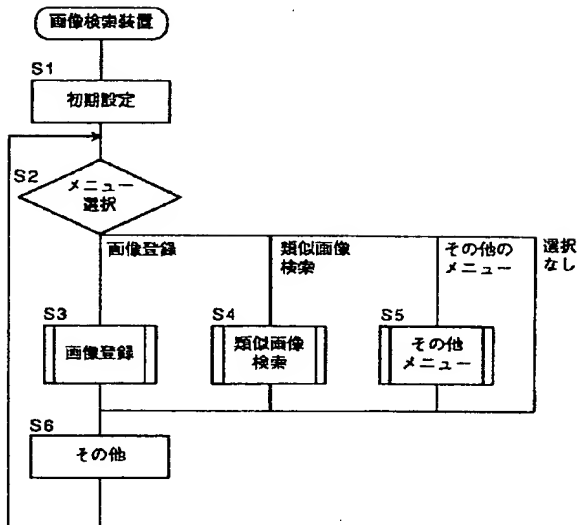 画像検索装置
S1
初期設定
S2
メニュー
選択
画像登録
類似画像
検索
その他の
メニュー
選択
なし
S3
画像登録
S4
類似画像
検索
S5
その他
メニュー
S6
その他